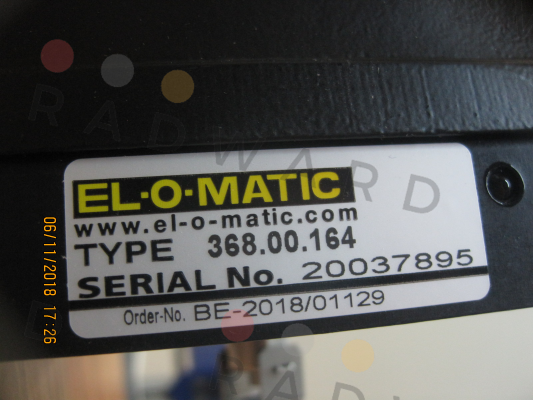 EL-O-MATIC
www.el-o-matic.com
TYPE 368.00.164
SERIAL No. 20037895
Order-No. BE-2018/01129
06/11/2018 17:26
RADWARD